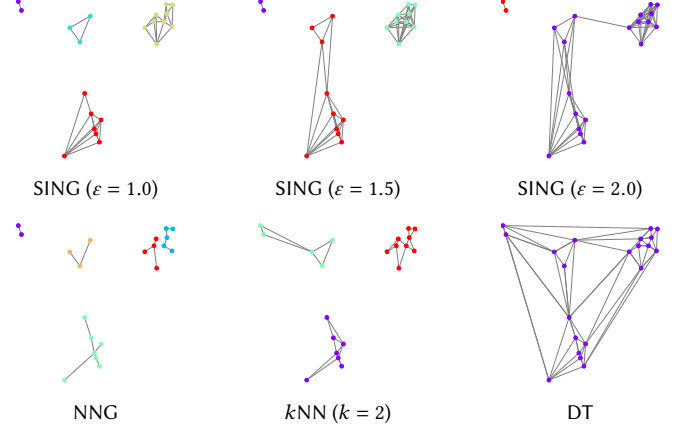 SING (ε = 1.0)
SING (ε = 1.5)
SING (ε = 2.0)
NNG
kNN (k = 2)
DT